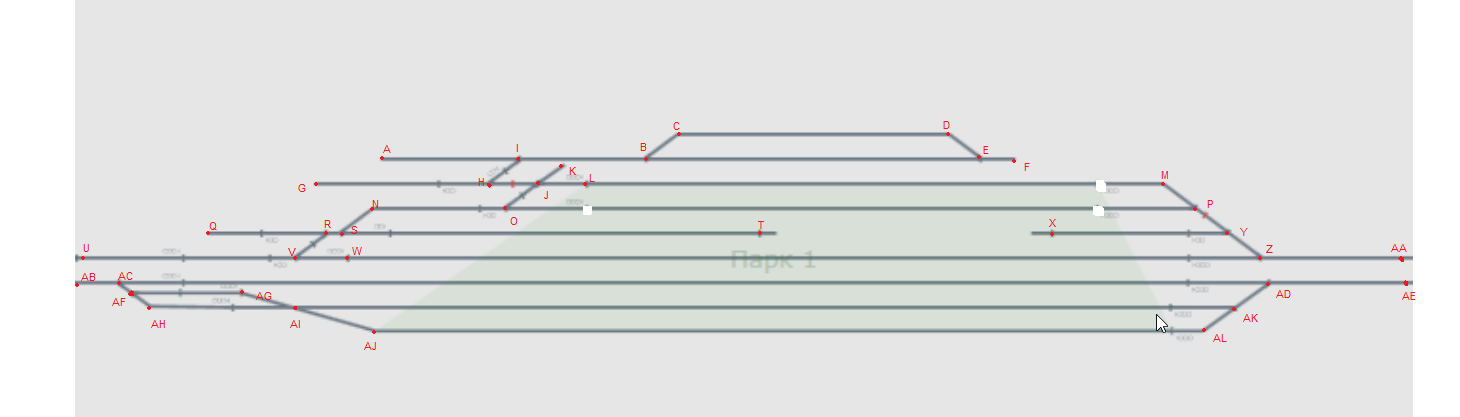 C D
A I B E F
K
G H L M
J
N P
O
Q R S T X Y
U V W Z AA
Парк 1
AB AC AD AE
AF AG
AH AI AK
AJ AL